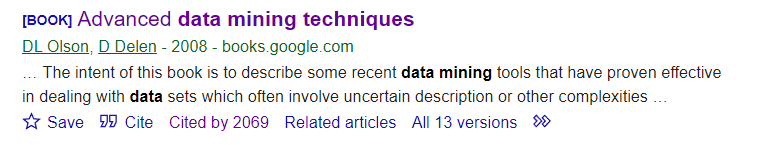 [BOOK] Advanced data mining techniques
DL Olson, D Delen - 2008 - books.google.com
… The intent of this book is to describe some recent data mining tools that have proven effective
in dealing with data sets which often involve uncertain description or other complexities …
Save Cite Cited by 2069 Related articles All 13 versions